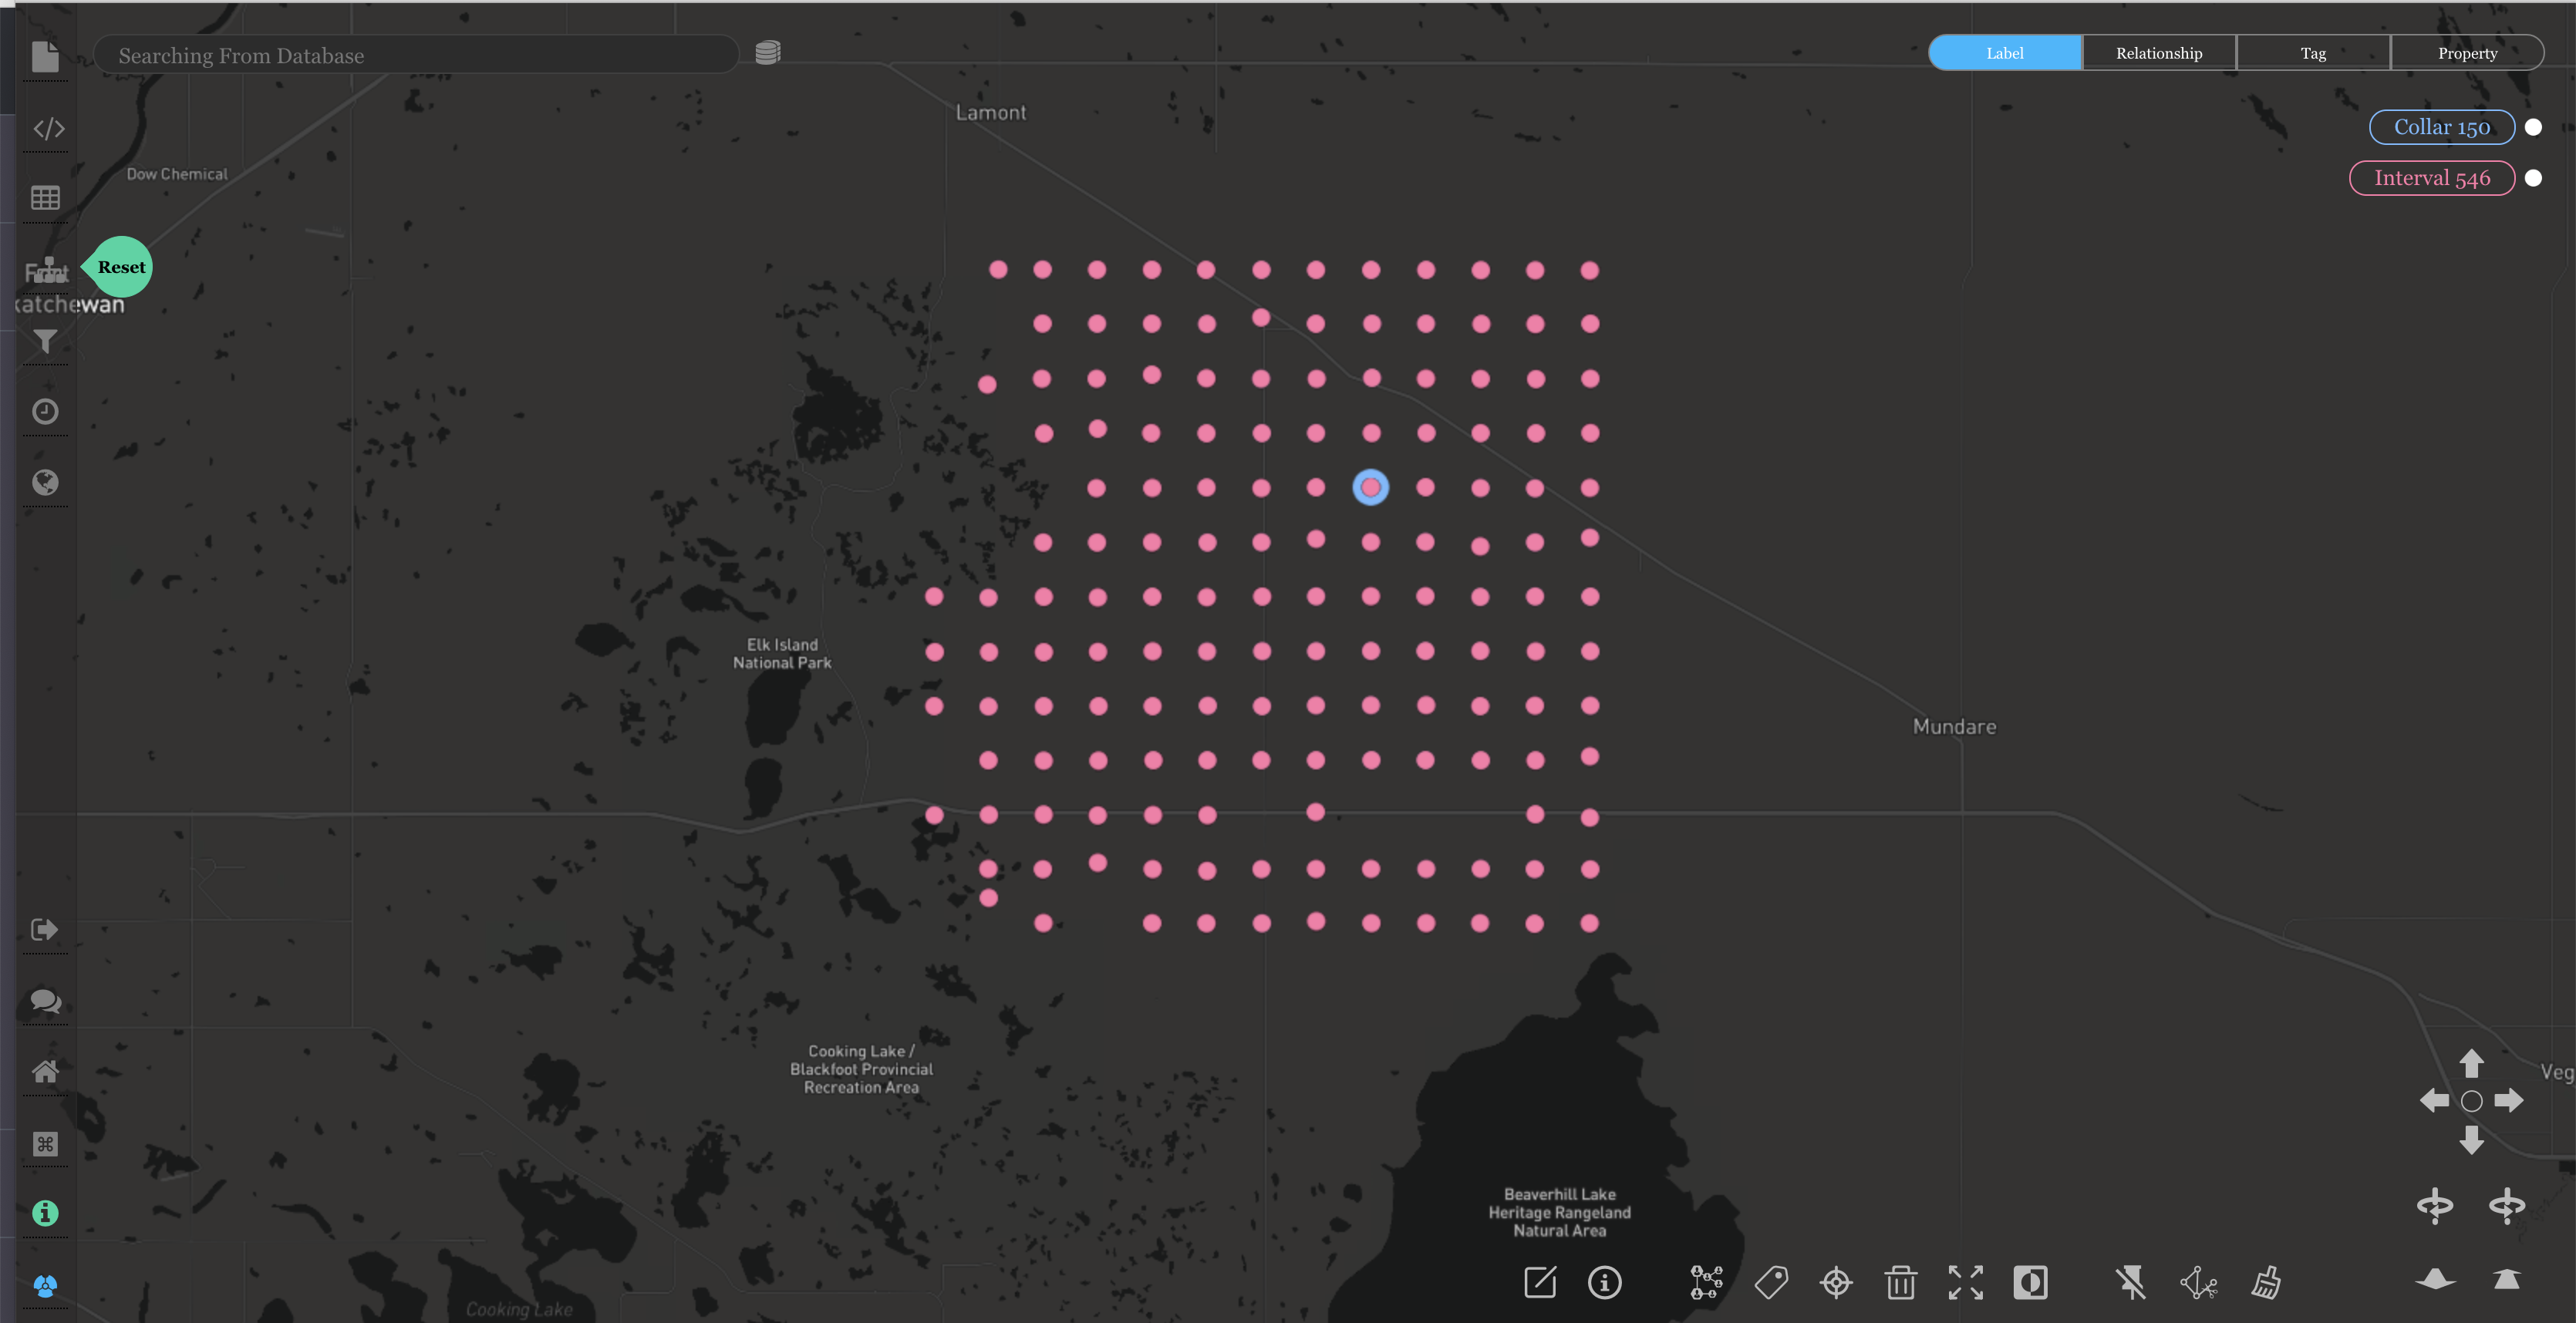 Searching From Database
Label
Relationship
Tag
Property
Lamont
Collar 150
Dow Chemical
Interval 546
Reset
katchewan
Elk Island
National Park
Mundare
Cooking Lake /
Blackfoot Provincial
Recreation Area
Veg
Beaverhill Lake
Heritage Rangeland
Natural Area
Cooking Lake